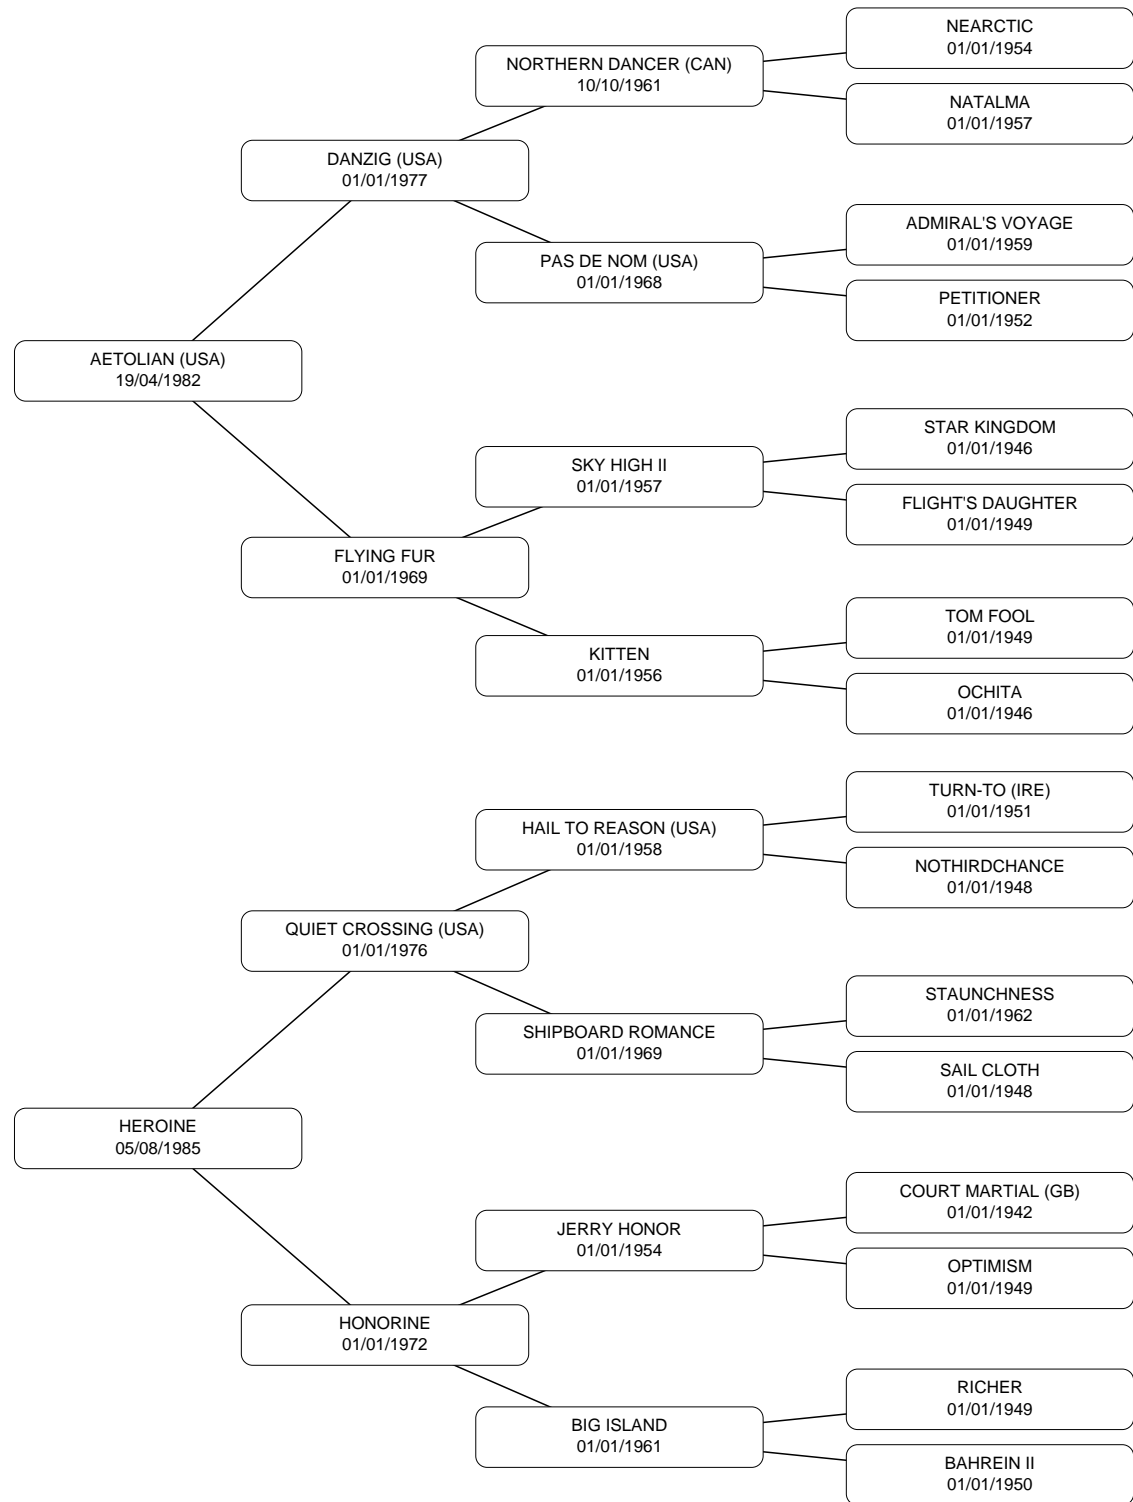 NEARCTIC
01/01/1954
NORTHERN DANCER (CAN)
10/10/1961
NATALMA
01/01/1957
DANZIG (USA)
01/01/1977
ADMIRAL'S VOYAGE
01/01/1959
PAS DE NOM (USA)
01/01/1968
PETITIONER
01/01/1952
AETOLIAN (USA)
19/04/1982
STAR KINGDOM
01/01/1946
SKY HIGH II
01/01/1957
FLIGHT'S DAUGHTER
01/01/1949
FLYING FUR
01/01/1969
TOM FOOL
01/01/1949
KITTEN
01/01/1956
OCHITA
01/01/1946
TURN-TO (IRE)
01/01/1951
HAIL TO REASON (USA)
01/01/1958
NOTHIRDCHANCE
01/01/1948
QUIET CROSSING (USA)
01/01/1976
STAUNCHNESS
01/01/1962
SHIPBOARD ROMANCE
01/01/1969
SAIL CLOTH
01/01/1948
HEROINE
05/08/1985
COURT MARTIAL (GB)
01/01/1942
JERRY HONOR
01/01/1954
OPTIMISM
01/01/1949
HONORINE
01/01/1972
RICHER
01/01/1949
BIG ISLAND
01/01/1961
BAHREIN II
01/01/1950